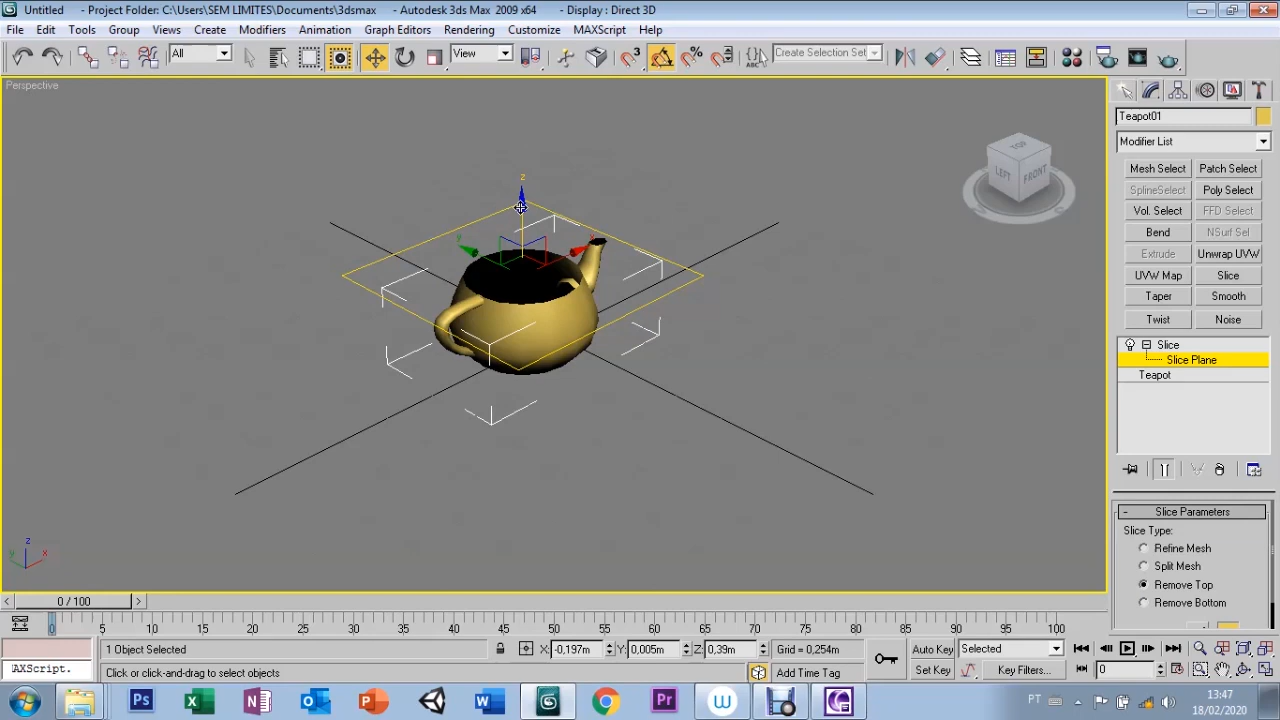 Untitled - Project Folder: C:\Users\SEM LIMITES\Documents\3dsmax - Autodesk 3ds Max 2009 x64 - Display : Direct 3D
File Edit Tools Group Views Create Modifiers Animation Graph Editors Rendering Customize MAXScript Help
All View 3 % ABC Create Selection Set
Perspective
z
y
x
TOP
LEFT
FRONT
Teapot01
Modifier List
Mesh Select Patch Select
SplineSelect Poly Select
Vol. Select FFD Select
Bend NSurf Sel
Extrude Unwrap UVW
UVW Map Slice
Taper Smooth
Twist Noise
Slice
Slice Plane
Teapot
- Slice Parameters
Slice Type:
Refine Mesh
Split Mesh
Remove Top
Remove Bottom
z
y
x
< 0 / 100 >
0 5 10 15 20 25 30 35 40 45 50 55 60 65 70 75 80 85 90 95 100
1 Object Selected X: -0,197m Y: 0,005m Z: 0,39m Grid = 0,254m Auto Key Selected
AXScript. Click or click-and-drag to select objects Add Time Tag Set Key Key Filters... 0
Ps Pr PT 13:47
18/02/2020